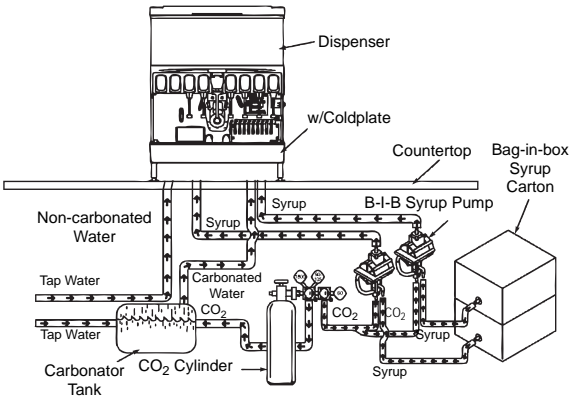 Dispenser
w/Coldplate
Countertop
Bag-in-box
Syrup
Carton
B-I-B Syrup Pump
Non-carbonated
Water
Syrup
Syrup
Tap Water
Carbonated
Water
CO2
CO2
CO2
Tap Water
Syrup
Syrup
CO2 Cylinder
Carbonator
Tank